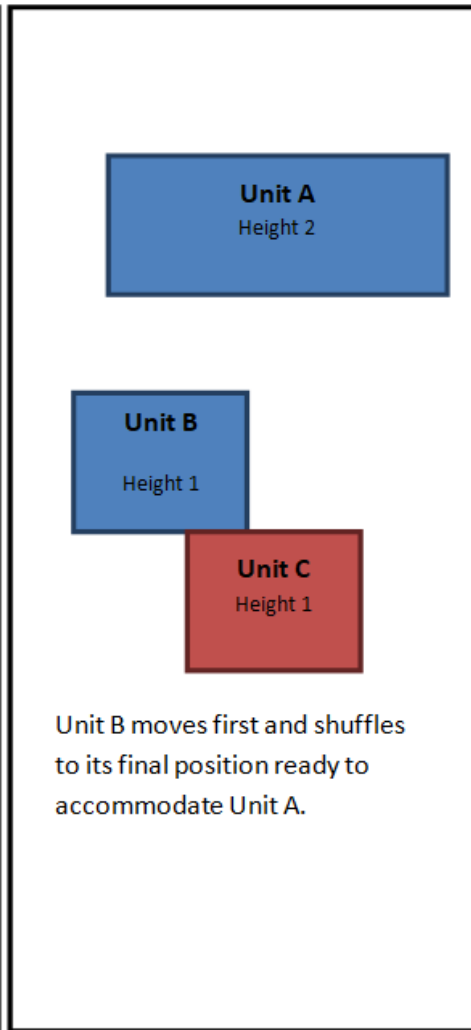 Unit A
Height 2
Unit B
Height 1
Unit C
Height 1
Unit B moves first and shuffles
to its final position ready to
accommodate Unit A.